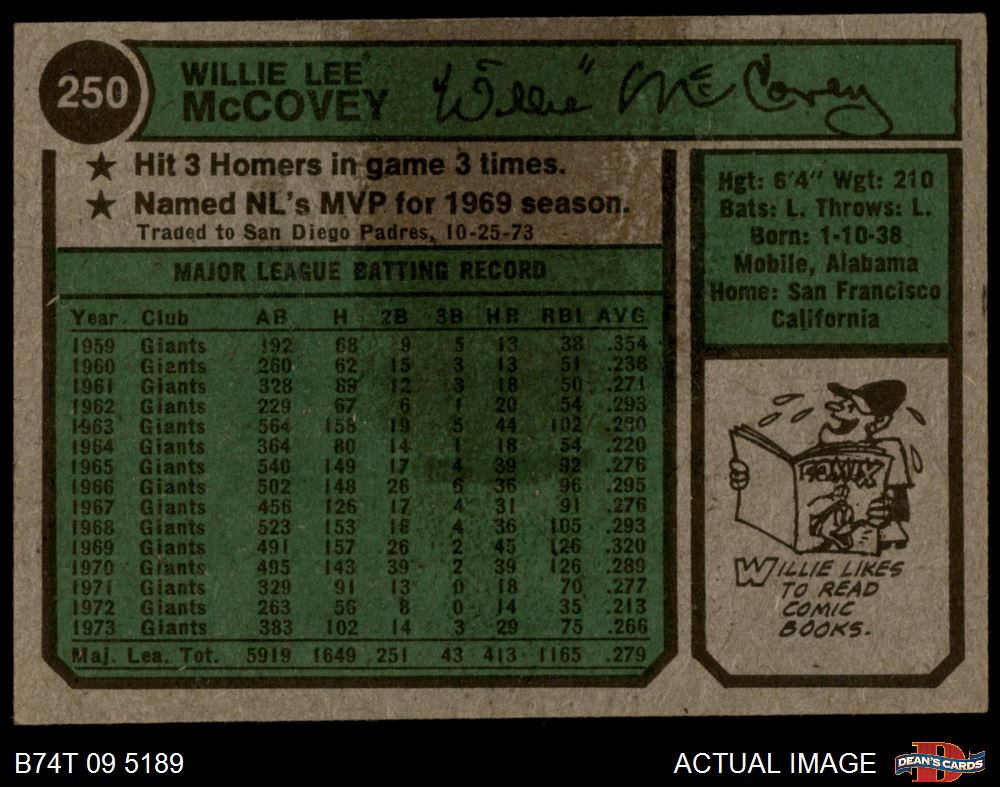 250
WILLIE LEE
McCOVEY
"Willie" McCovey
★ Hit 3 Homers in game 3 times.
★ Named NL's MVP for 1969 season.
Traded to San Diego Padres, 10-25-73
MAJOR LEAGUE BATTING RECORD
Year Club AB H 2B 3B HR RBI AVG
1959 Giants 192 68 9 5 13 38 .354
1960 Giants 260 62 15 3 13 51 .238
1961 Giants 328 89 12 3 18 50 .271
1962 Giants 229 67 6 1 20 54 .293
1963 Giants 564 158 19 5 44 102 .280
1964 Giants 364 80 14 1 18 54 .220
1965 Giants 540 149 17 4 39 92 .276
1966 Giants 502 148 26 6 36 96 .295
1967 Giants 456 126 17 4 31 91 .276
1968 Giants 523 153 16 4 36 105 .293
1969 Giants 491 157 26 2 45 126 .320
1970 Giants 495 143 39 2 39 126 .289
1971 Giants 329 91 13 0 18 70 .277
1972 Giants 263 56 8 0 14 35 .213
1973 Giants 383 102 14 3 29 75 .266
Maj. Lea. Tot. 5919 1649 251 43 413 1165 .279
Hgt: 6'4" Wgt: 210
Bats: L. Throws: L.
Born: 1-10-38
Mobile, Alabama
Home: San Francisco
California
WILLIE LIKES
TO READ
COMIC
BOOKS.
B74T 09 5189
ACTUAL IMAGE
DEAN'S CARDS